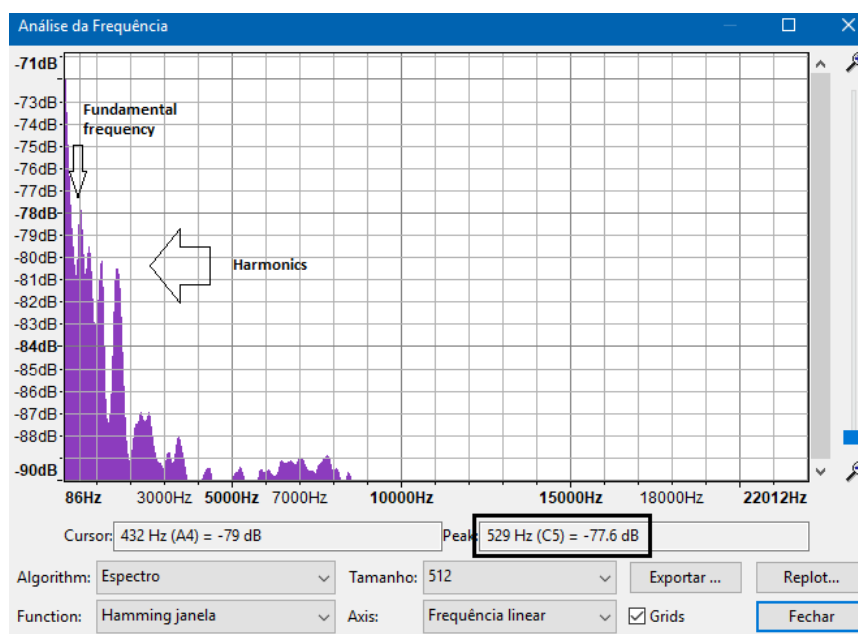 Análise da Frequência
-71dB
-73dB
-74dB
-75dB
-76dB
-77dB
-78dB
-79dB
-80dB
-81dB
-82dB
-83dB
-84dB
-85dB
-86dB
-87dB
-88dB
-90dB
Fundamental
frequency
Harmonics
86Hz 3000Hz 5000Hz 7000Hz 10000Hz 15000Hz 18000Hz 22012Hz
Cursor: 432 Hz (A4) = -79 dB Peak: 529 Hz (C5) = -77.6 dB
Algorithm: Espectro Tamanho: 512 Exportar ... Replot...
Function: Hamming janela Axis: Frequência linear Grids Fechar